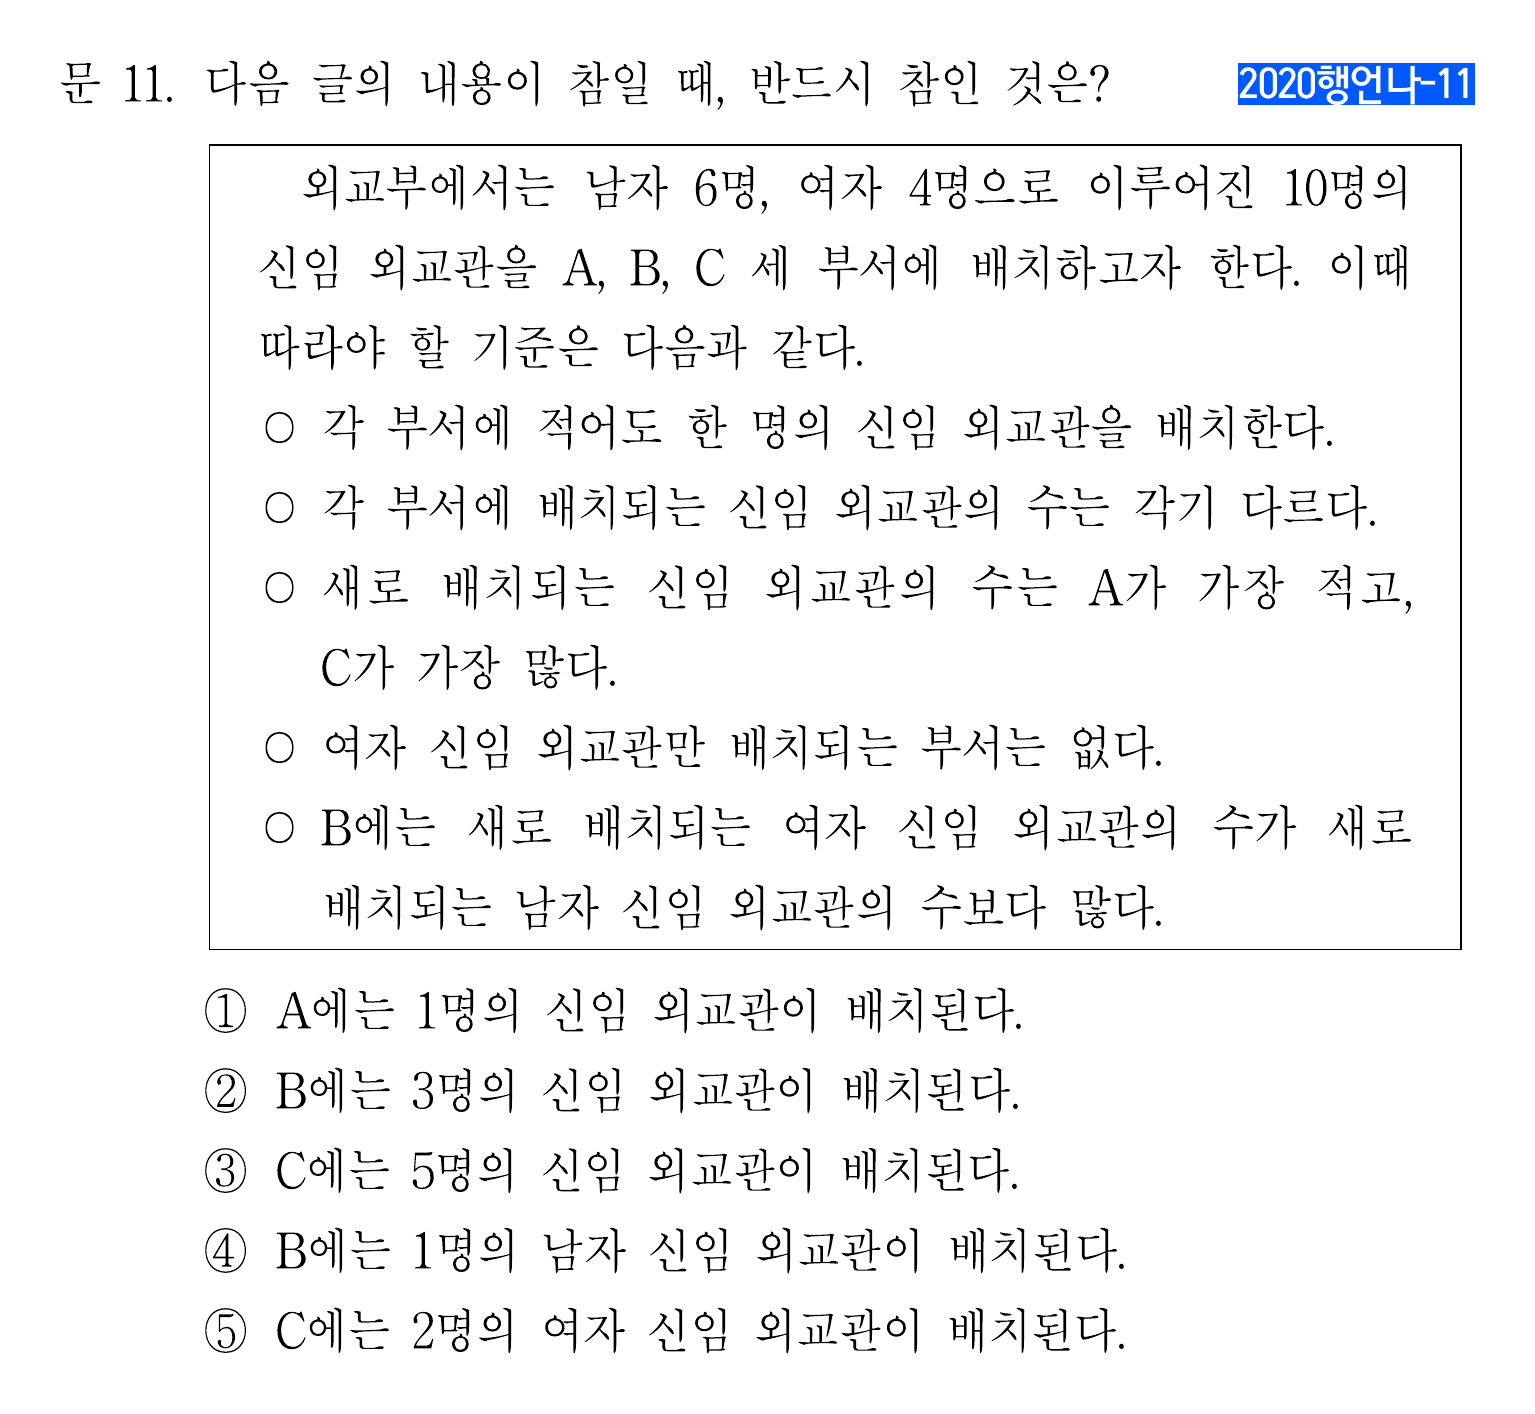 문 11. 다음 글의 내용이 참일 때, 반드시 참인 것은? 2020행언나-11
외교부에서는 남자 6명, 여자 4명으로 이루어진 10명의
신임 외교관을 A, B, C 세 부서에 배치하고자 한다. 이때
따라야 할 기준은 다음과 같다.
○ 각 부서에 적어도 한 명의 신임 외교관을 배치한다.
○ 각 부서에 배치되는 신임 외교관의 수는 각기 다르다.
○ 새로 배치되는 신임 외교관의 수는 A가 가장 적고,
C가 가장 많다.
○ 여자 신임 외교관만 배치되는 부서는 없다.
○ B에는 새로 배치되는 여자 신임 외교관의 수가 새로
배치되는 남자 신임 외교관의 수보다 많다.
① A에는 1명의 신임 외교관이 배치된다.
② B에는 3명의 신임 외교관이 배치된다.
③ C에는 5명의 신임 외교관이 배치된다.
④ B에는 1명의 남자 신임 외교관이 배치된다.
⑤ C에는 2명의 여자 신임 외교관이 배치된다.